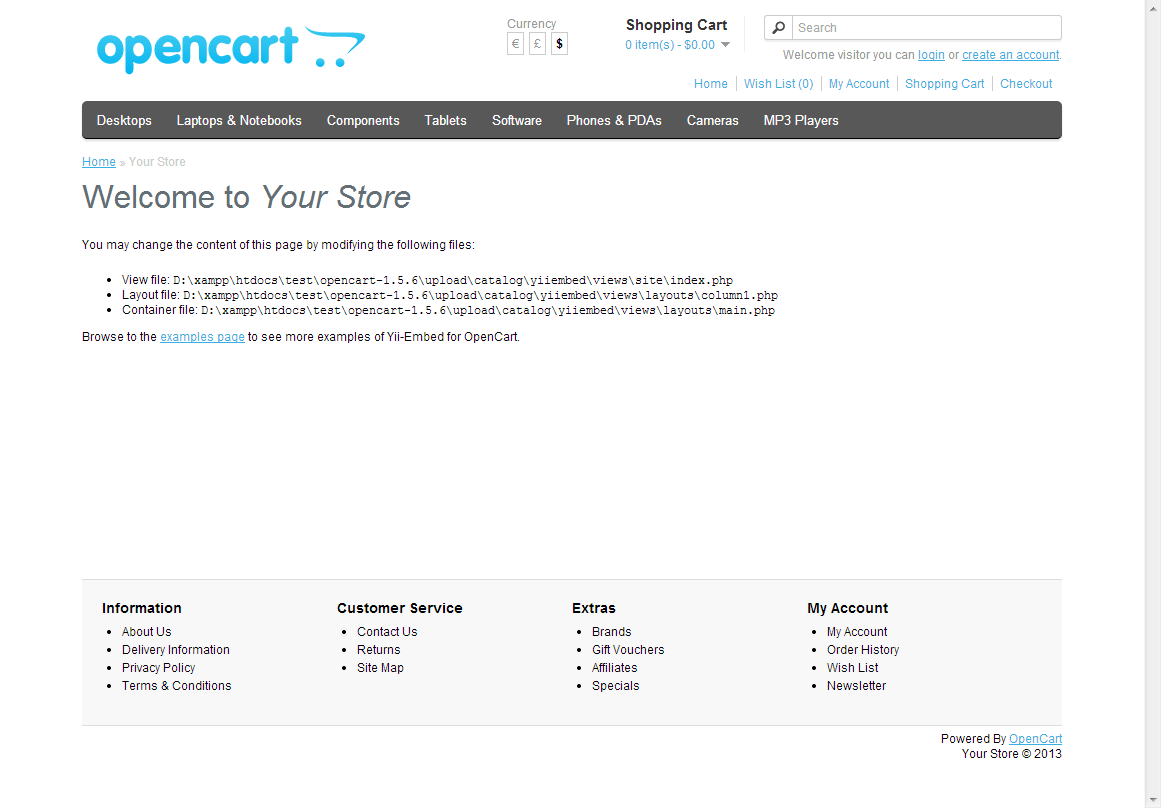 opencart
Currency
€ £ $
Shopping Cart
0 item(s) - $0.00
Search
Welcome visitor you can login or create an account.
Home Wish List (0) My Account Shopping Cart Checkout
Desktops Laptops & Notebooks Components Tablets Software Phones & PDAs Cameras MP3 Players
Home » Your Store
Welcome to Your Store
You may change the content of this page by modifying the following files:
• View file: D:\xampp\htdocs\test\opencart-1.5.6\upload\catalog\yiiembed\views\site\index.php
• Layout file: D:\xampp\htdocs\test\opencart-1.5.6\upload\catalog\yiiembed\views\layouts\column1.php
• Container file: D:\xampp\htdocs\test\opencart-1.5.6\upload\catalog\yiiembed\views\layouts\main.php
Browse to the examples page to see more examples of Yii-Embed for OpenCart.
Information
• About Us
• Delivery Information
• Privacy Policy
• Terms & Conditions
Customer Service
• Contact Us
• Returns
• Site Map
Extras
• Brands
• Gift Vouchers
• Affiliates
• Specials
My Account
• My Account
• Order History
• Wish List
• Newsletter
Powered By OpenCart
Your Store © 2013